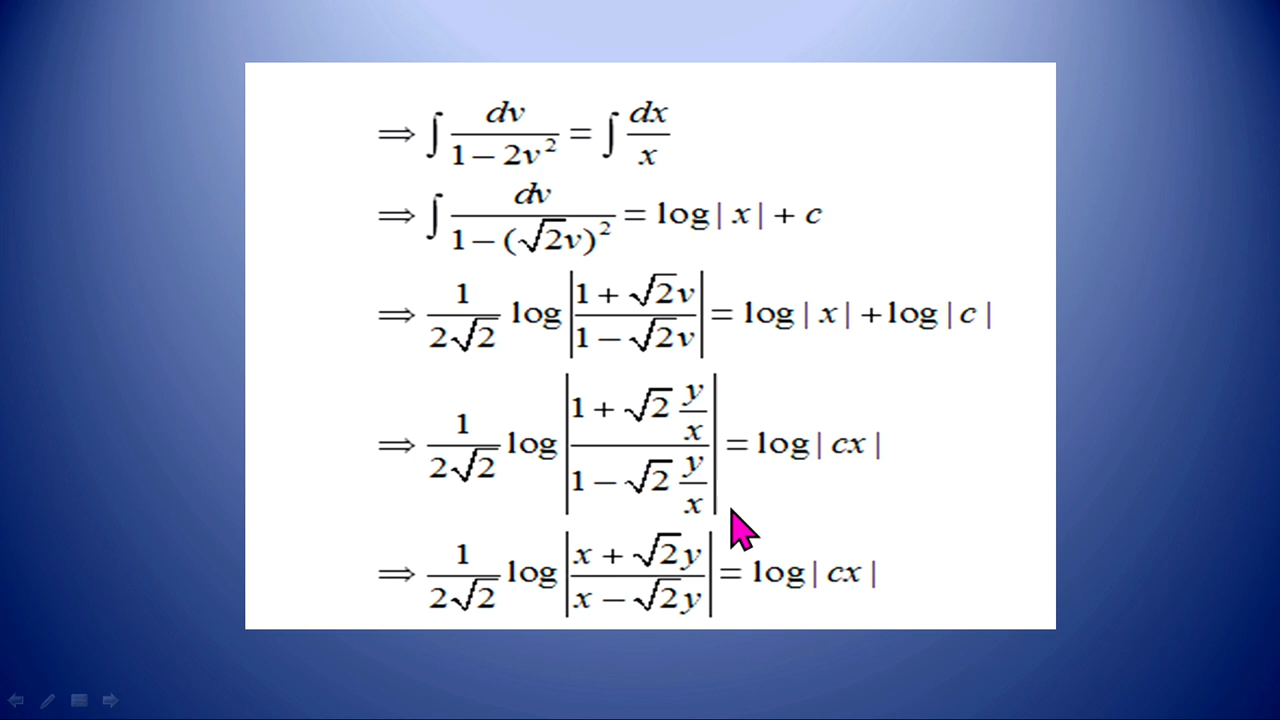 ⇒ ∫ dv / (1 − 2v²) = ∫ dx / x
⇒ ∫ dv / (1 − (√2v)²) = log| x | + c
⇒ 1/(2√2) log |(1 + √2v) / (1 − √2v)| = log | x | + log | c |
⇒ 1/(2√2) log |(1 + √2 y/x) / (1 − √2 y/x)| = log | cx |
⇒ 1/(2√2) log |(x + √2y) / (x − √2y)| = log | cx |